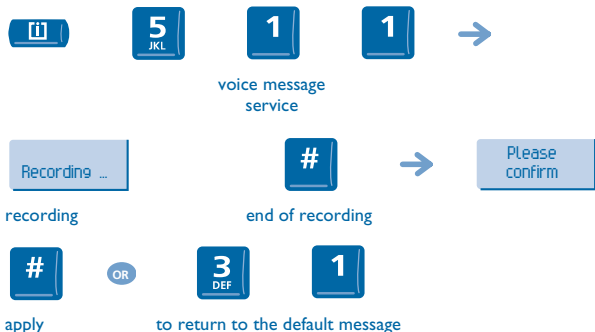 [i] 5 JKL 1 1
voice message
service
Recording ... # Please
confirm
recording end of recording
# OR 3 DEF 1
apply to return to the default message